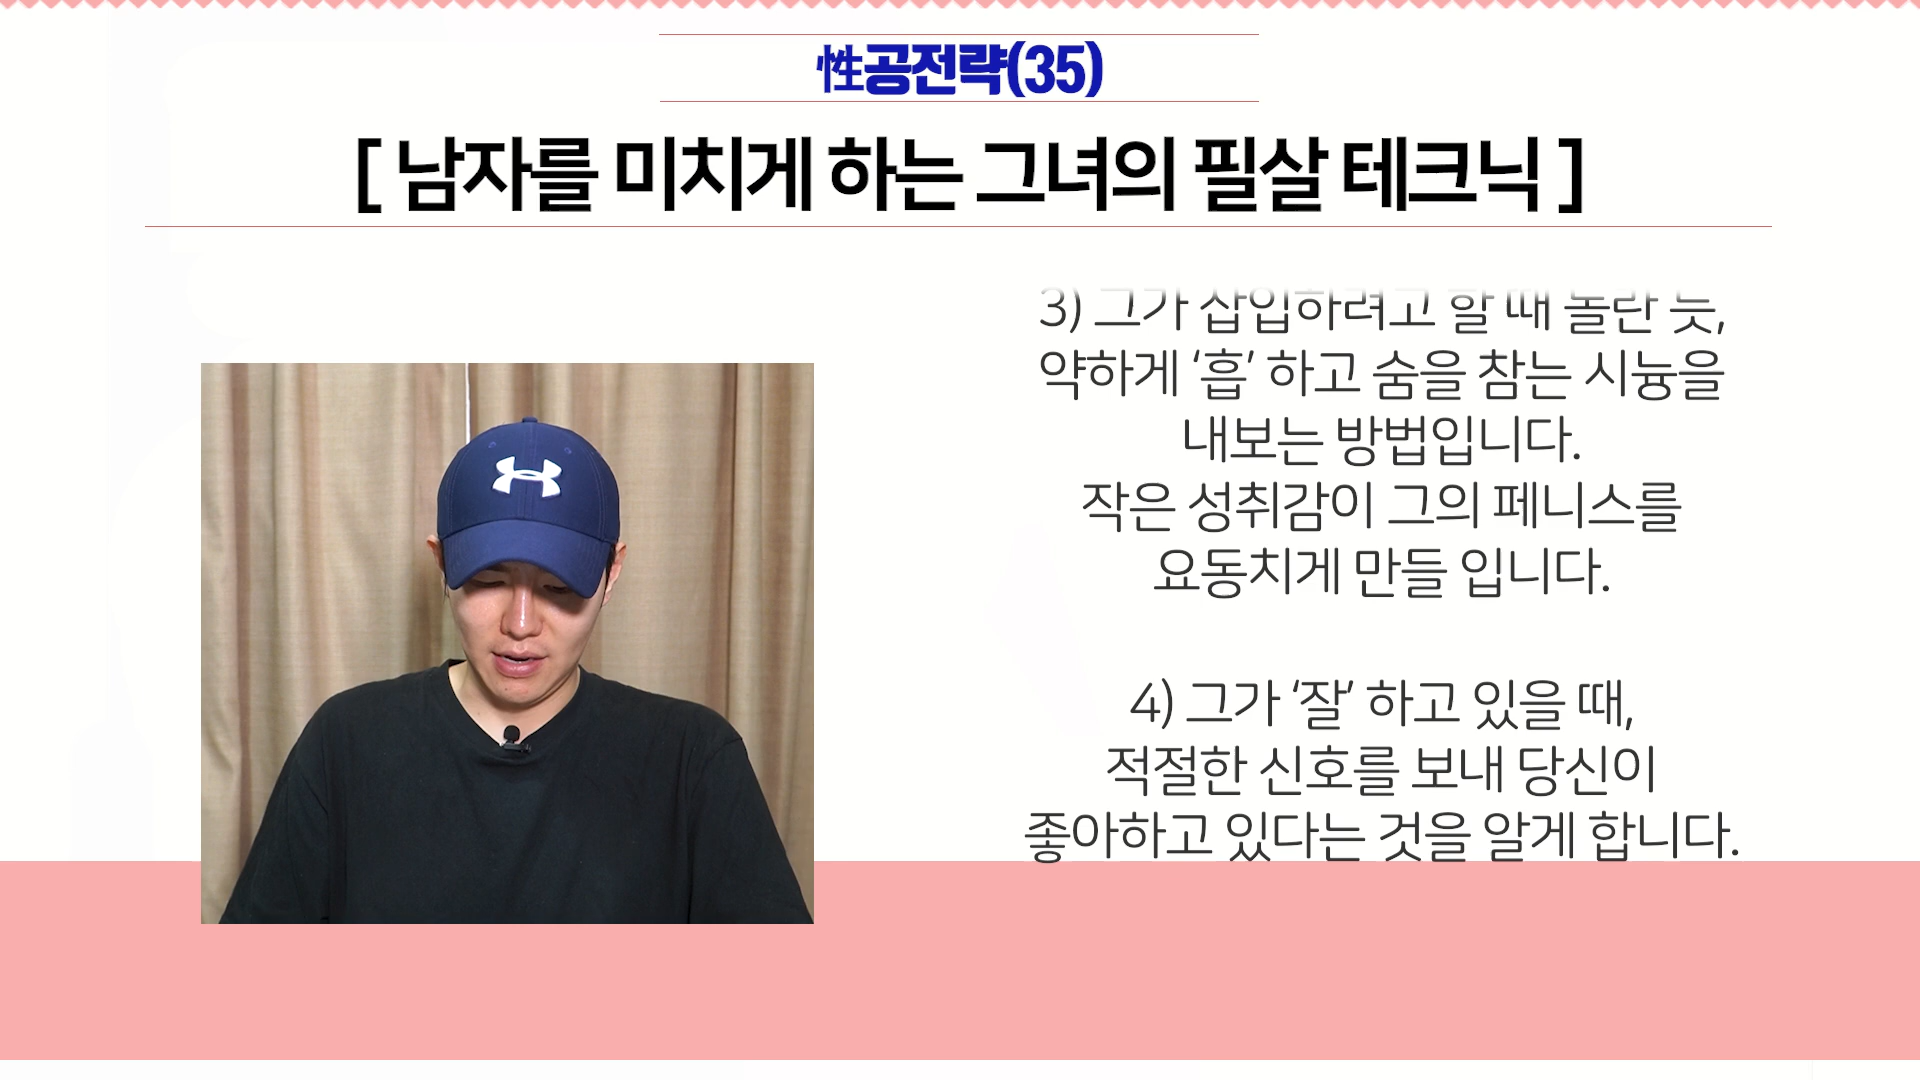 性공전략(35)
[ 남자를 미치게 하는 그녀의 필살 테크닉 ]
3) 그가 삽입하려고 할 때 놀란 듯,
약하게 ‘흡’ 하고 숨을 참는 시늉을
내보는 방법입니다.
작은 성취감이 그의 페니스를
요동치게 만들 입니다.
4) 그가 ‘잘’ 하고 있을 때,
적절한 신호를 보내 당신이
좋아하고 있다는 것을 알게 합니다.